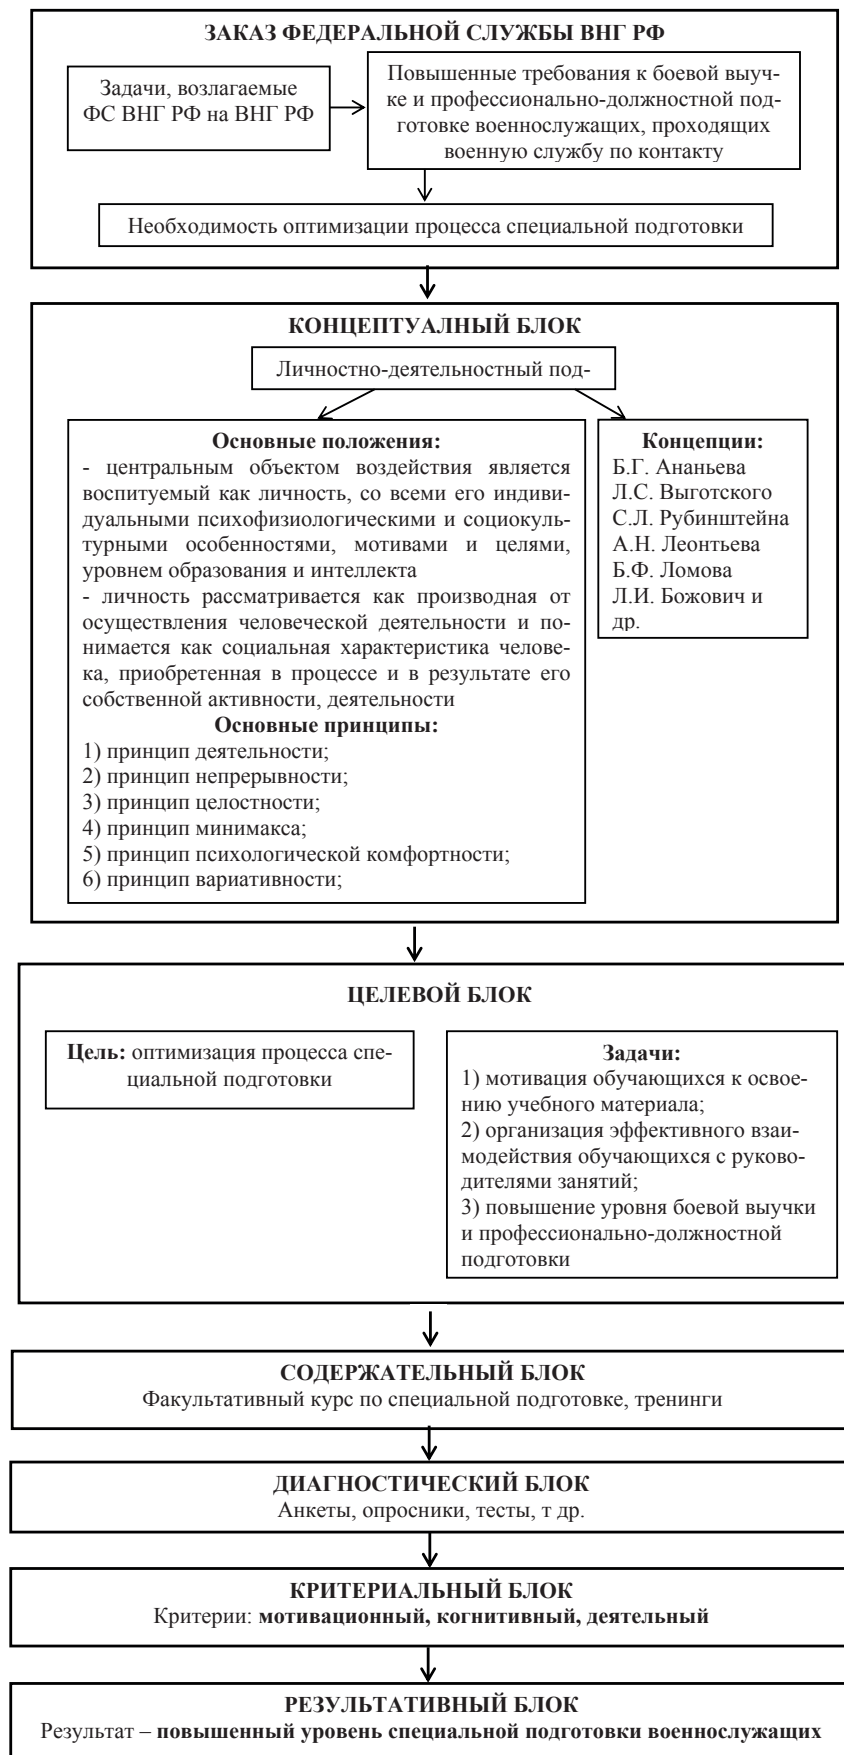 ЗАКАЗ ФЕДЕРАЛЬНОЙ СЛУЖБЫ ВНГ РФ
Задачи, возлагаемые
ФС ВНГ РФ на ВНГ РФ
Повышенные требования к боевой выуч-
ке и профессионально-должностной под-
готовке военнослужащих, проходящих
военную службу по контакту
Необходимость оптимизации процесса специальной подготовки
КОНЦЕПТУАЛНЫЙ БЛОК
Личностно-деятельностный под-
Основные положения:
- центральным объектом воздействия является
воспитуемый как личность, со всеми его индиви-
дуальными психофизиологическими и социокуль-
турными особенностями, мотивами и целями,
уровнем образования и интеллекта
- личность рассматривается как производная от
осуществления человеческой деятельности и по-
нимается как социальная характеристика челове-
ка, приобретенная в процессе и в результате его
собственной активности, деятельности
Основные принципы:
1) принцип деятельности;
2) принцип непрерывности;
3) принцип целостности;
4) принцип минимакса;
5) принцип психологической комфортности;
6) принцип вариативности;
Концепции:
Б.Г. Ананьева
Л.С. Выготского
С.Л. Рубинштейна
А.Н. Леонтьева
Б.Ф. Ломова
Л.И. Божович и
др.
ЦЕЛЕВОЙ БЛОК
Цель: оптимизация процесса спе-
циальной подготовки
Задачи:
1) мотивация обучающихся к освое-
нию учебного материала;
2) организация эффективного взаи-
модействия обучающихся с руково-
дителями занятий;
3) повышение уровня боевой выучки
и профессионально-должностной
подготовки
СОДЕРЖАТЕЛЬНЫЙ БЛОК
Факультативный курс по специальной подготовке, тренинги
ДИАГНОСТИЧЕСКИЙ БЛОК
Анкеты, опросники, тесты, т др.
КРИТЕРИАЛЬНЫЙ БЛОК
Критерии: мотивационный, когнитивный, деятельный
РЕЗУЛЬТАТИВНЫЙ БЛОК
Результат – повышенный уровень специальной подготовки военнослужащих